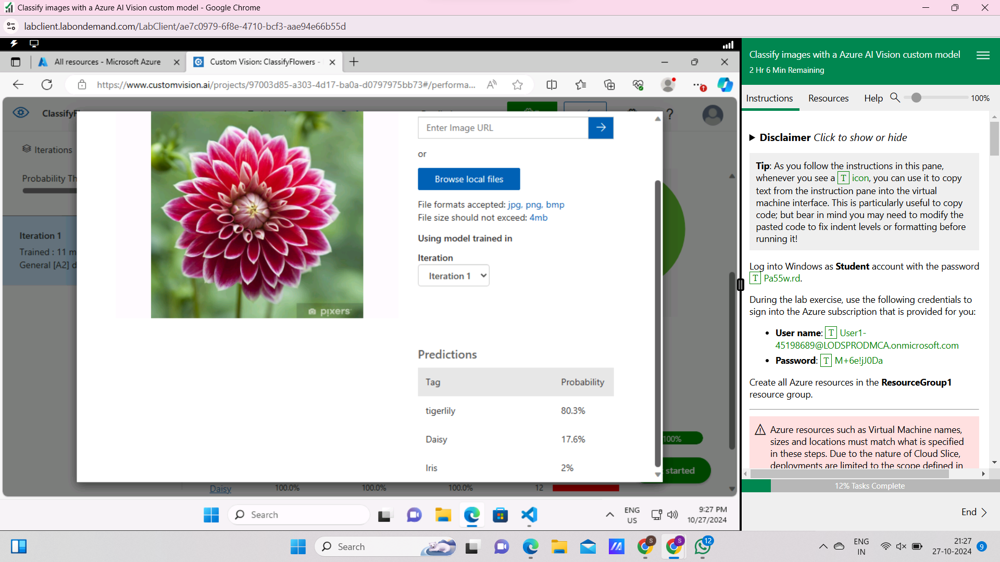 Classify images with a Azure AI Vision custom model - Google Chrome
labclient.labondemand.com/LabClient/ae7c0979-6f8e-4710-bcf3-aae94e66b55d
All resources - Microsoft Azure
Custom Vision: ClassifyFlowers -
https://www.customvision.ai/projects/97003d85-a303-4d17-ba0a-d0797975bb73#/performa...
Iterations
Probability Th
Iteration 1
Trained : 11 m
General [A2] d
Enter Image URL
or
Browse local files
File formats accepted: jpg, png, bmp
File size should not exceed: 4mb
Using model trained in
Iteration
Iteration 1
pixers
Predictions
Tag Probability
tigerlily 80.3%
Daisy 17.6%
Iris 2%
100%
started
Daisy 100.0% 100.0% 100.0% 12
Search
ENG
US
9:27 PM
10/27/2024
Classify images with a Azure AI Vision custom model
2 Hr 6 Min Remaining
Instructions Resources Help 100%
Disclaimer Click to show or hide
Tip: As you follow the instructions in this pane,
whenever you see a T icon, you can use it to copy
text from the instruction pane into the virtual
machine interface. This is particularly useful to copy
code; but bear in mind you may need to modify the
pasted code to fix indent levels or formatting before
running it!
Log into Windows as Student account with the password
T Pa55w.rd.
During the lab exercise, use the following credentials to
sign into the Azure subscription that is provided for you:
• User name: T User1-
45198689@LODSPRODMCA.onmicrosoft.com
• Password: T M+6e!jJ0Da
Create all Azure resources in the ResourceGroup1
resource group.
Azure resources such as Virtual Machine names,
sizes and locations must match what is specified
in these steps. Due to the nature of Cloud Slice,
deployments are limited to the scope defined in
12% Tasks Complete
End
Search
12
ENG
IN
21:27
27-10-2024
9